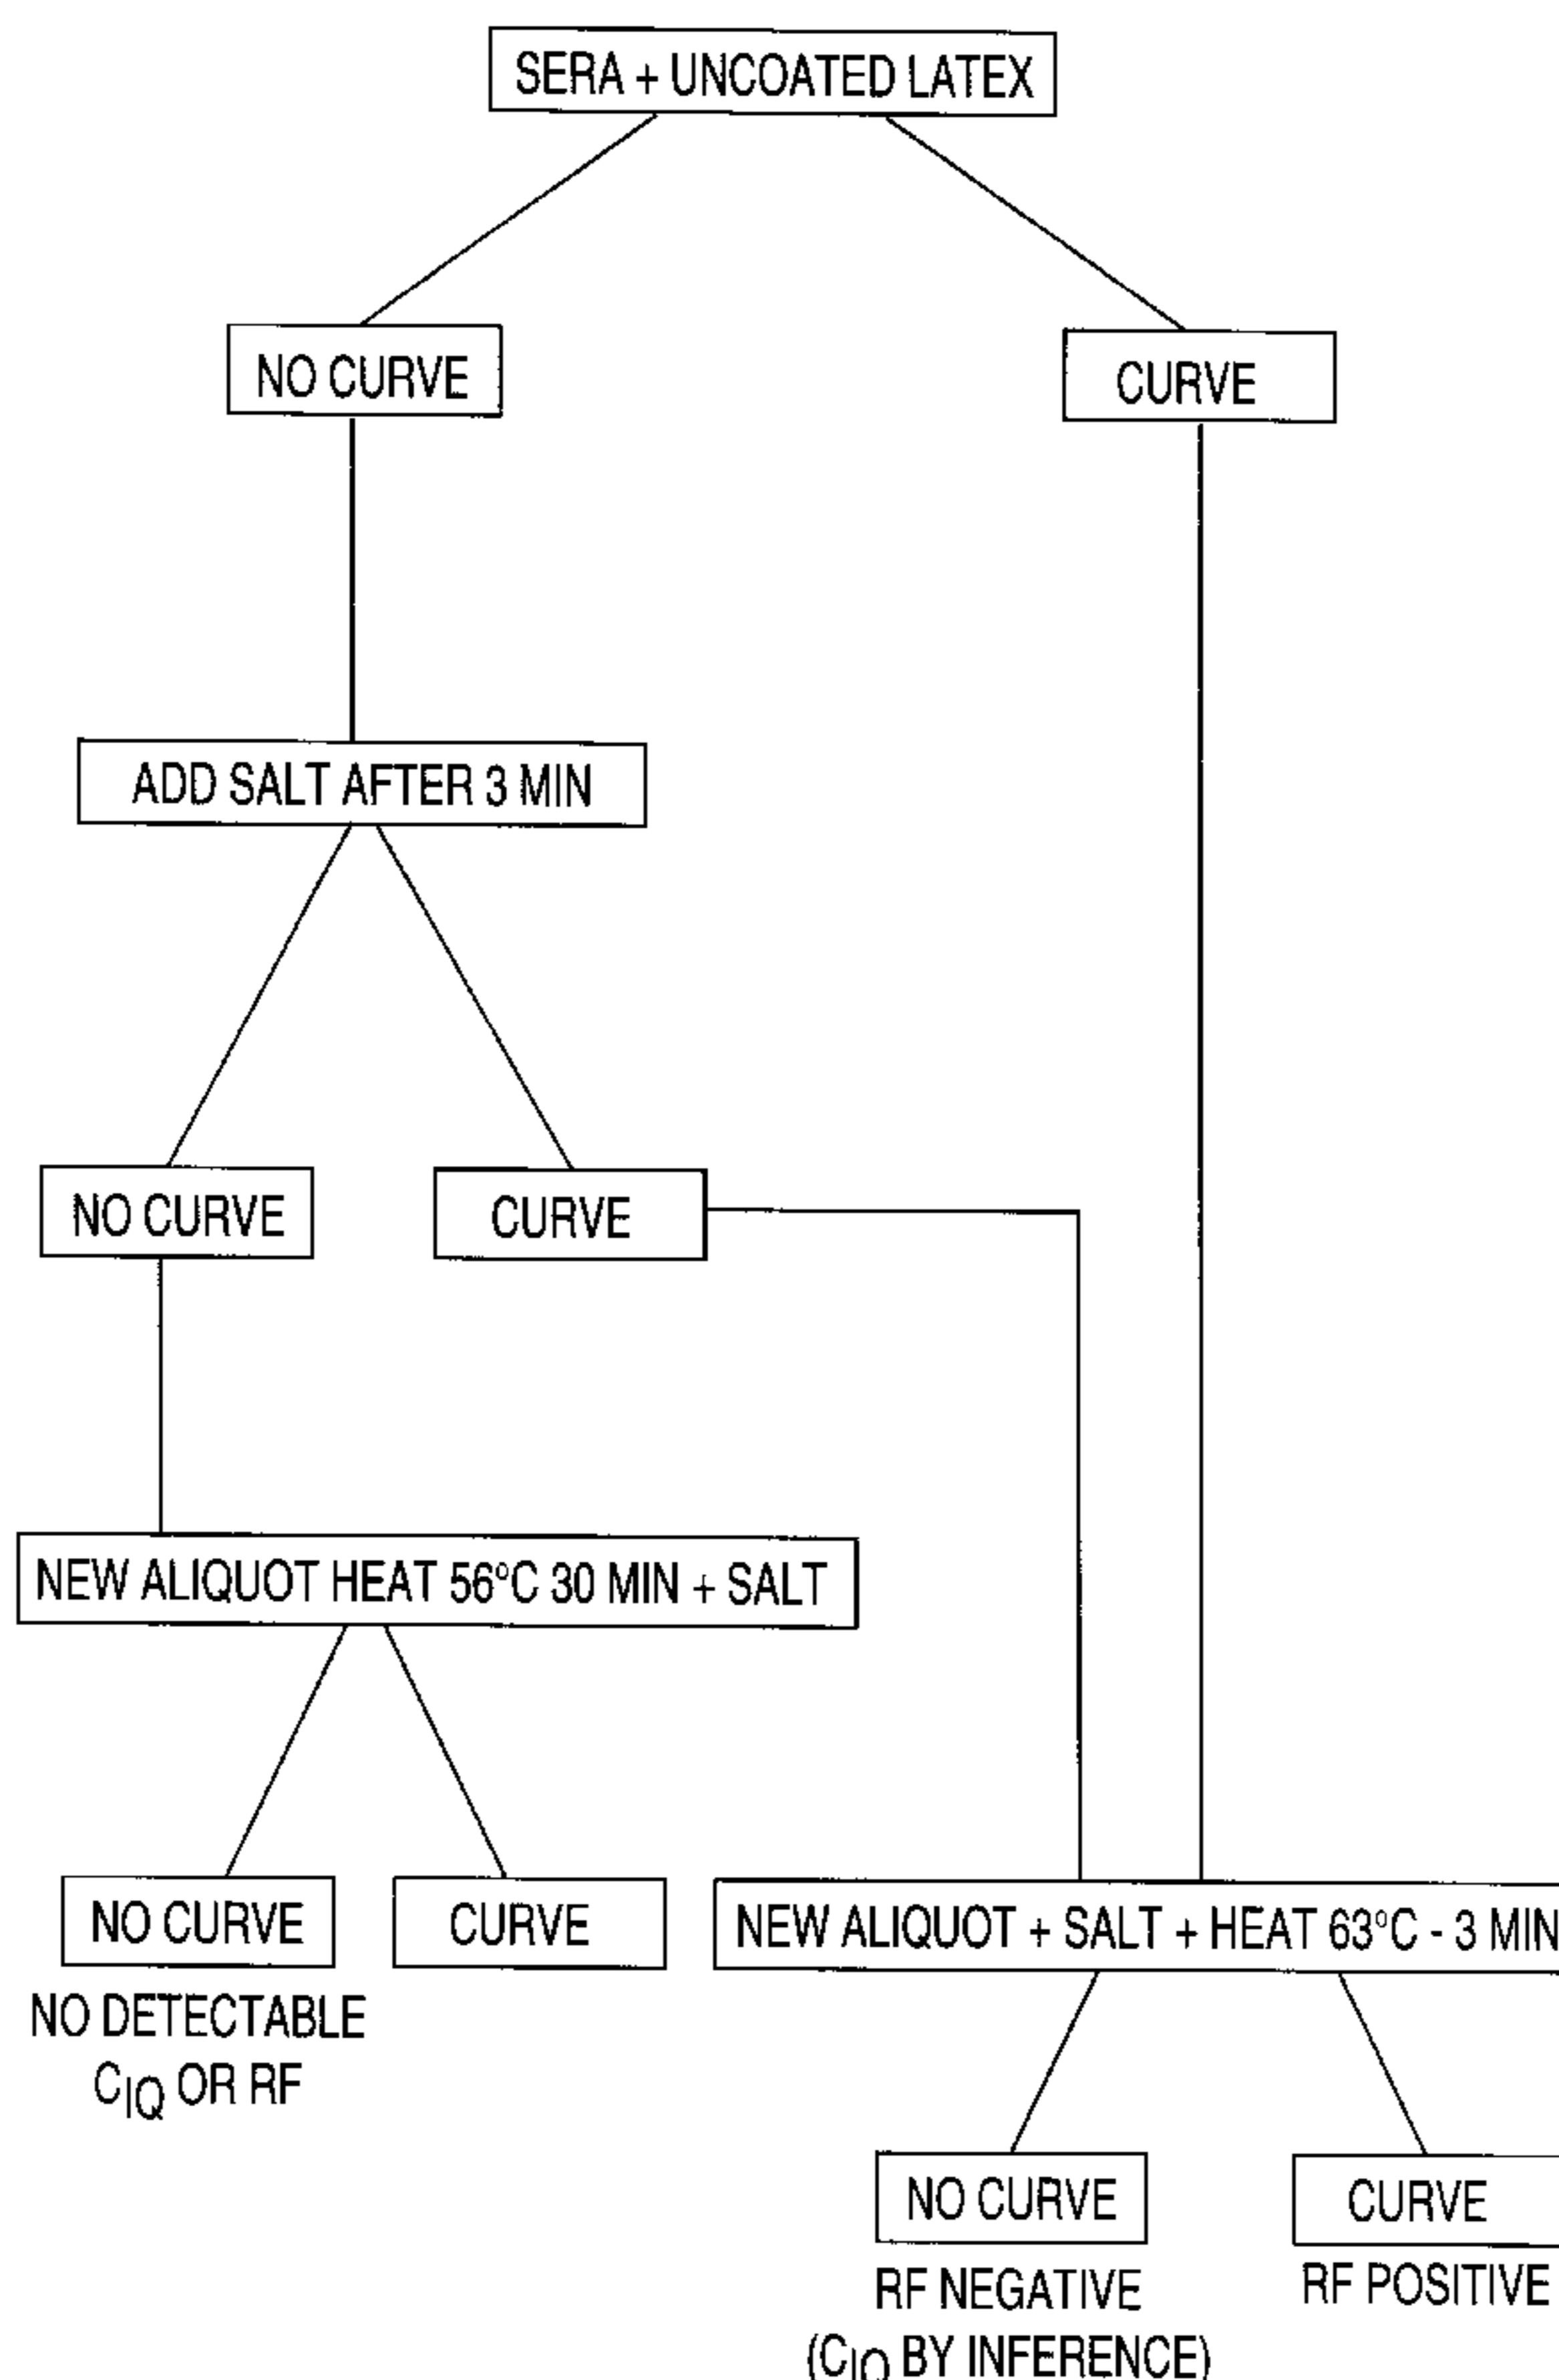 SERA + UNCOATED LATEX
NO CURVE
CURVE
ADD SALT AFTER 3 MIN
NO CURVE
CURVE
NEW ALIQUOT HEAT 56°C 30 MIN + SALT
NO CURVE
CURVE
NEW ALIQUOT + SALT + HEAT 63°C - 3 MIN
NO DETECTABLE
CIQ OR RF
NO CURVE
CURVE
RF NEGATIVE
(CIQ BY INFERENCE)
RF POSITIVE